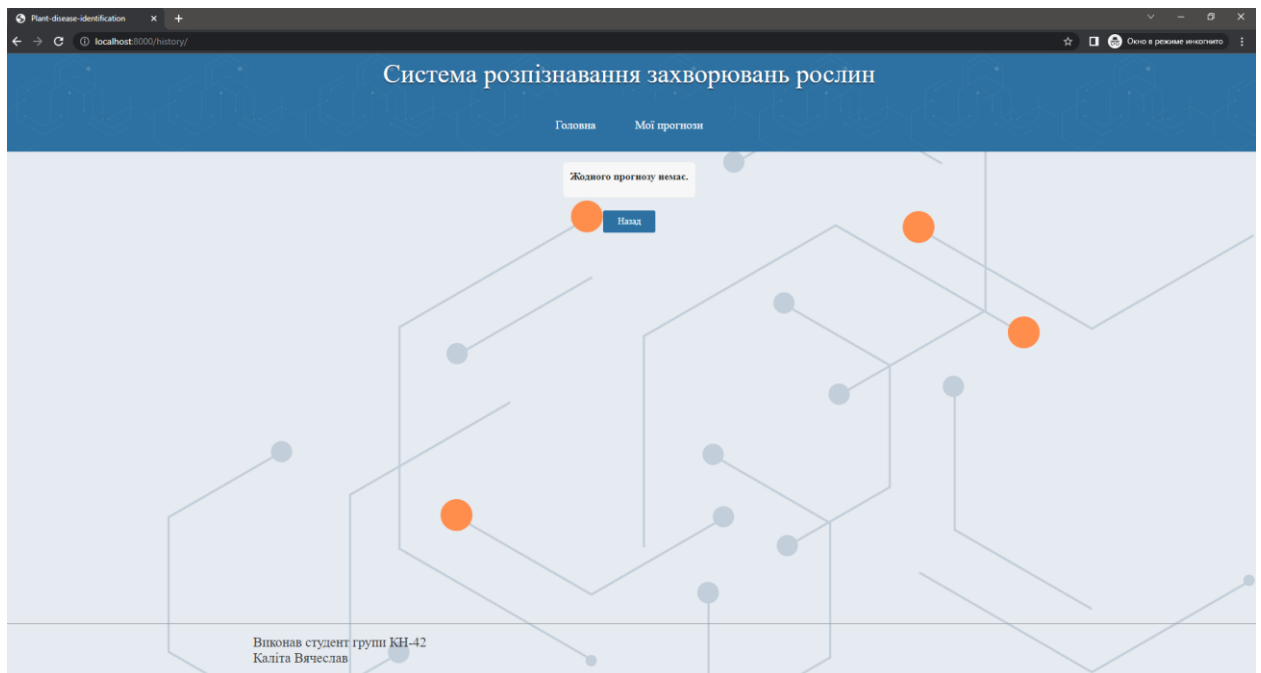 Plant-disease-identification
localhost:8000/history/
Окно в режиме инкогнито
Система розпізнавання захворювань рослин
Головна Мої прогнози
Жодного прогнозу немає.
Назад
Виконав студент групи КН-42
Каліта Вячеслав